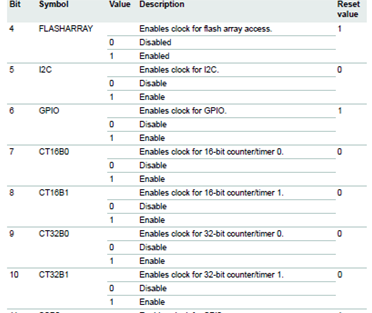 Bit Symbol Value Description Reset value
4 FLASHARRAY Enables clock for flash array access. 1
0 Disabled
1 Enabled
5 I2C Enables clock for I2C. 0
0 Disable
1 Enable
6 GPIO Enables clock for GPIO. 1
0 Disable
1 Enable
7 CT16B0 Enables clock for 16-bit counter/timer 0. 0
0 Disable
1 Enable
8 CT16B1 Enables clock for 16-bit counter/timer 1. 0
0 Disable
1 Enable
9 CT32B0 Enables clock for 32-bit counter/timer 0. 0
0 Disable
1 Enable
10 CT32B1 Enables clock for 32-bit counter/timer 1. 0
0 Disable
1 Enable